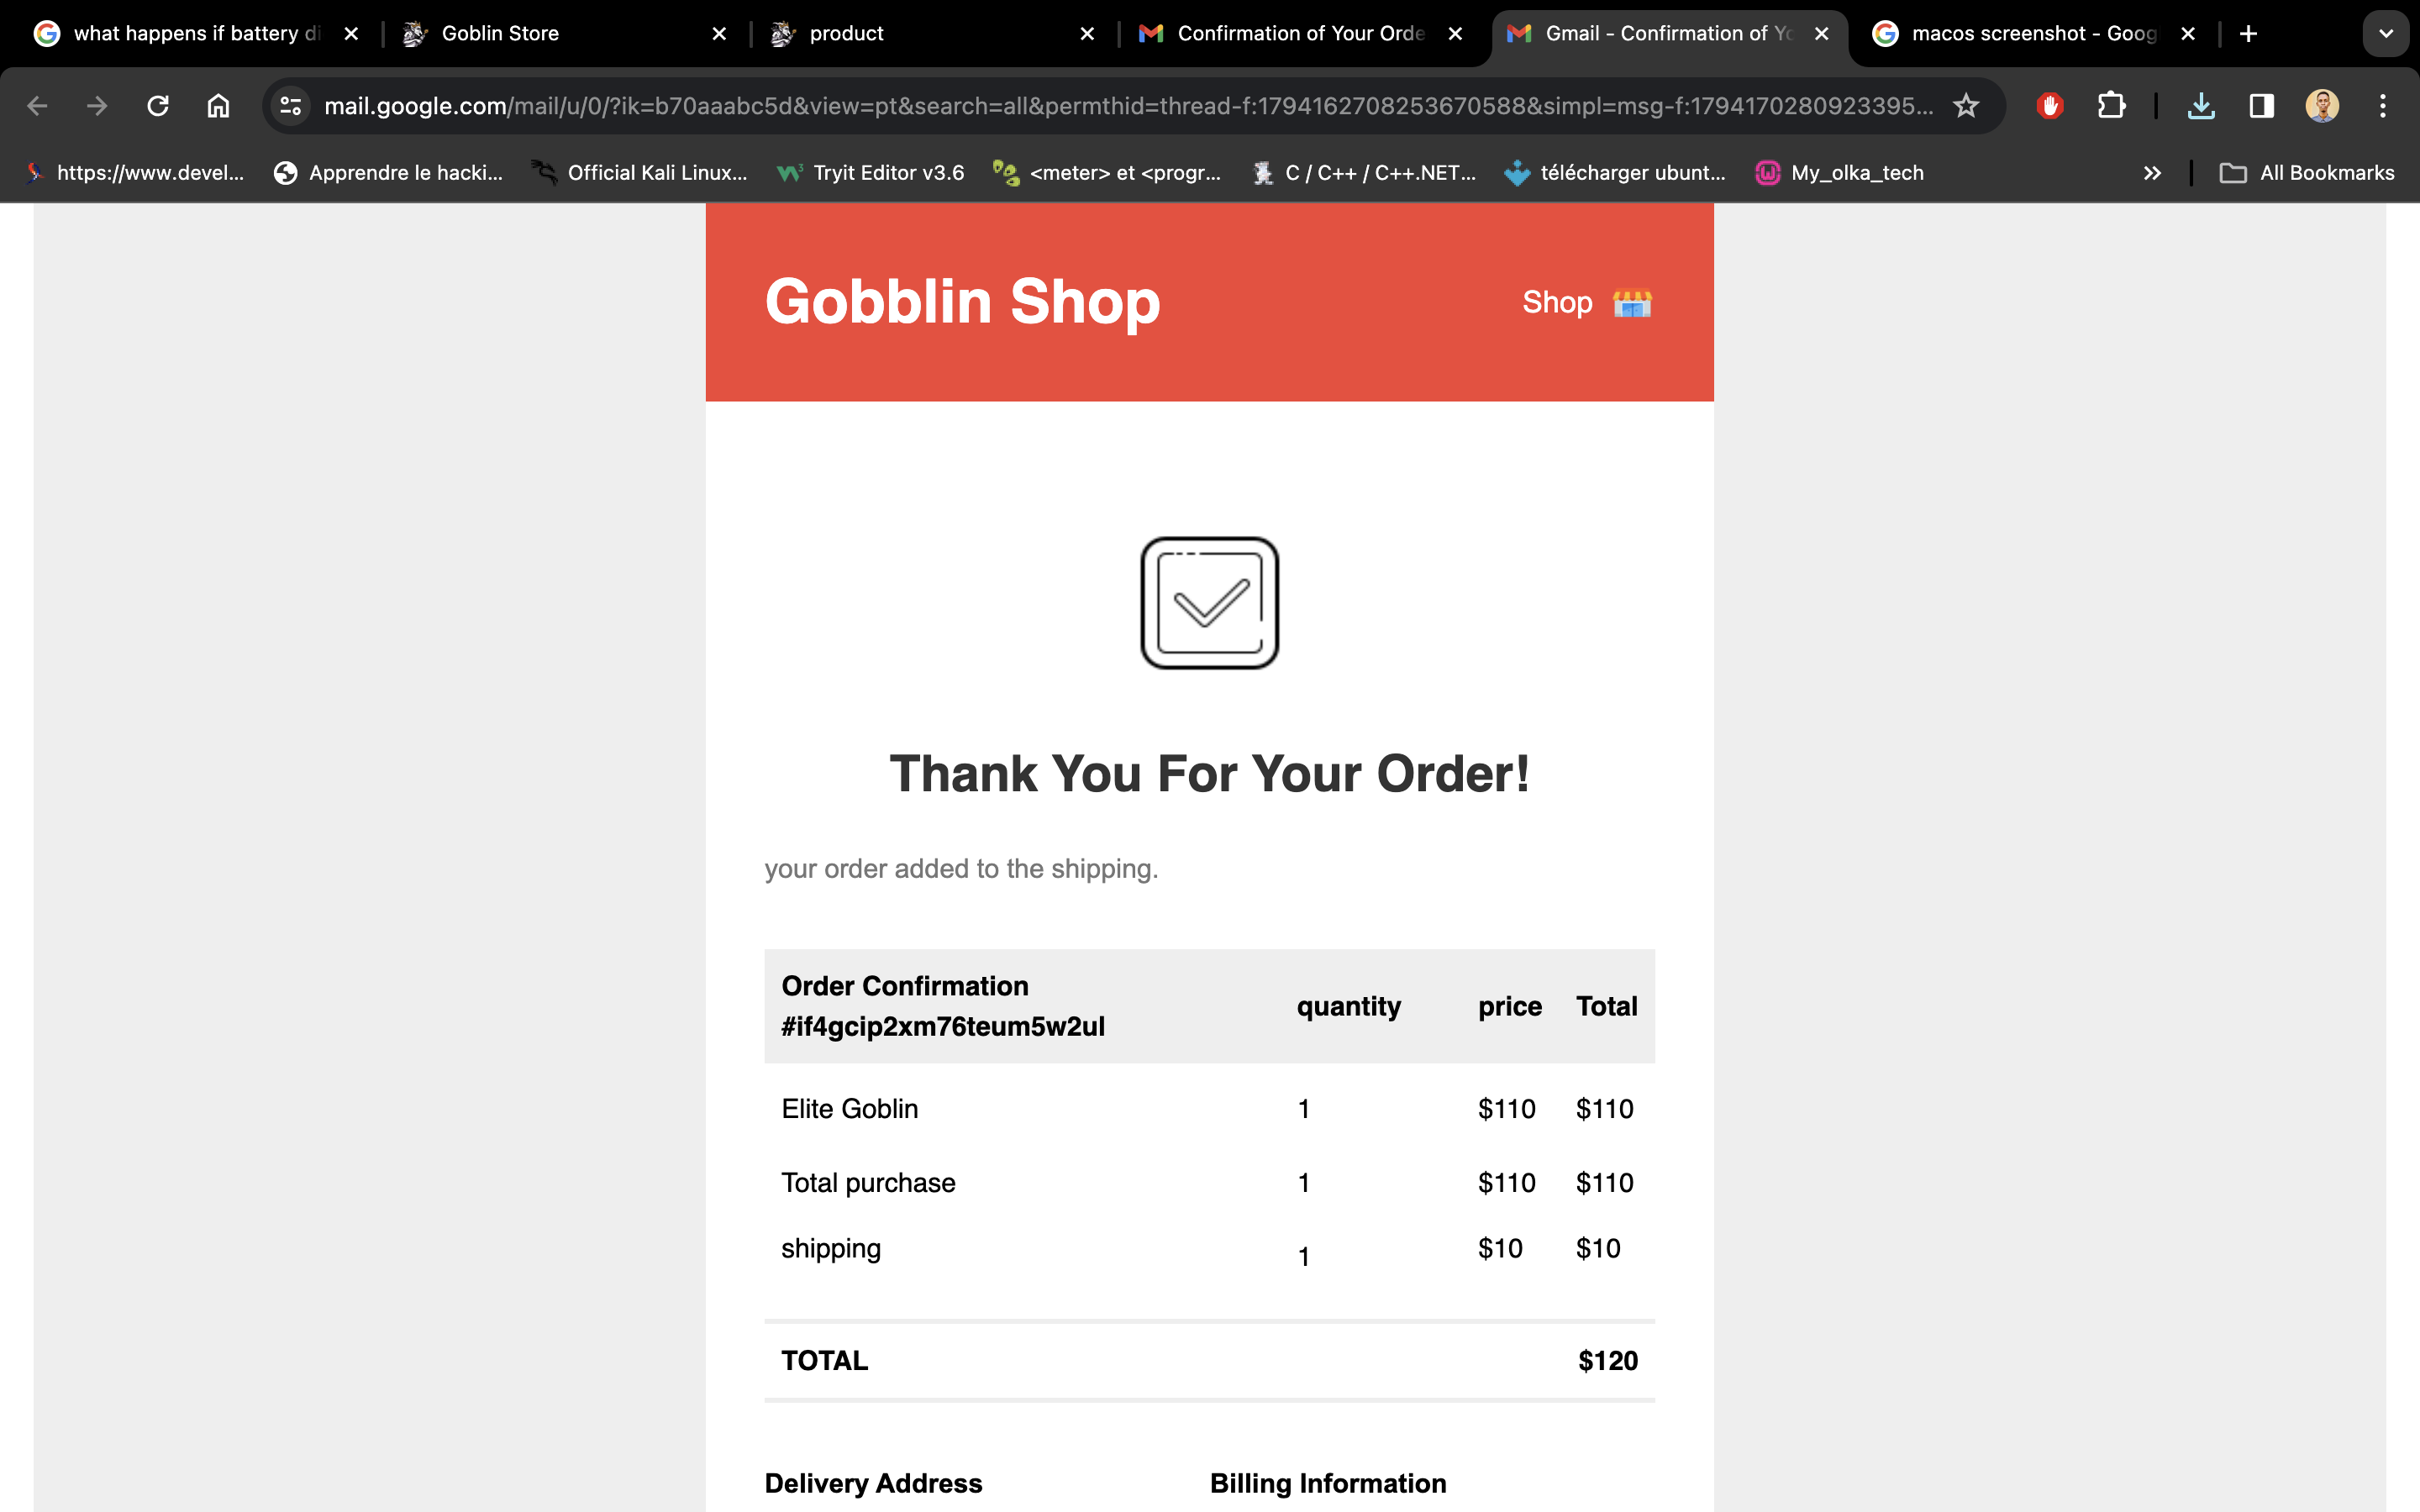 what happens if battery di
Goblin Store
product
Confirmation of Your Orde
Gmail - Confirmation of Yo
macos screenshot - Goog
mail.google.com/mail/u/0/?ik=b70aaabc5d&view=pt&search=all&permthid=thread-f:1794162708253670588&simpl=msg-f:1794170280923395...
https://www.devel...
Apprendre le hacki...
Official Kali Linux...
Tryit Editor v3.6
<meter> et <progr...
C / C++ / C++.NET...
télécharger ubunt...
My_olka_tech
All Bookmarks
Gobblin Shop
Shop
Thank You For Your Order!
your order added to the shipping.
Order Confirmation
#if4gcip2xm76teum5w2ul
quantity price Total
Elite Goblin 1 $110 $110
Total purchase 1 $110 $110
shipping 1 $10 $10
TOTAL $120
Delivery Address Billing Information